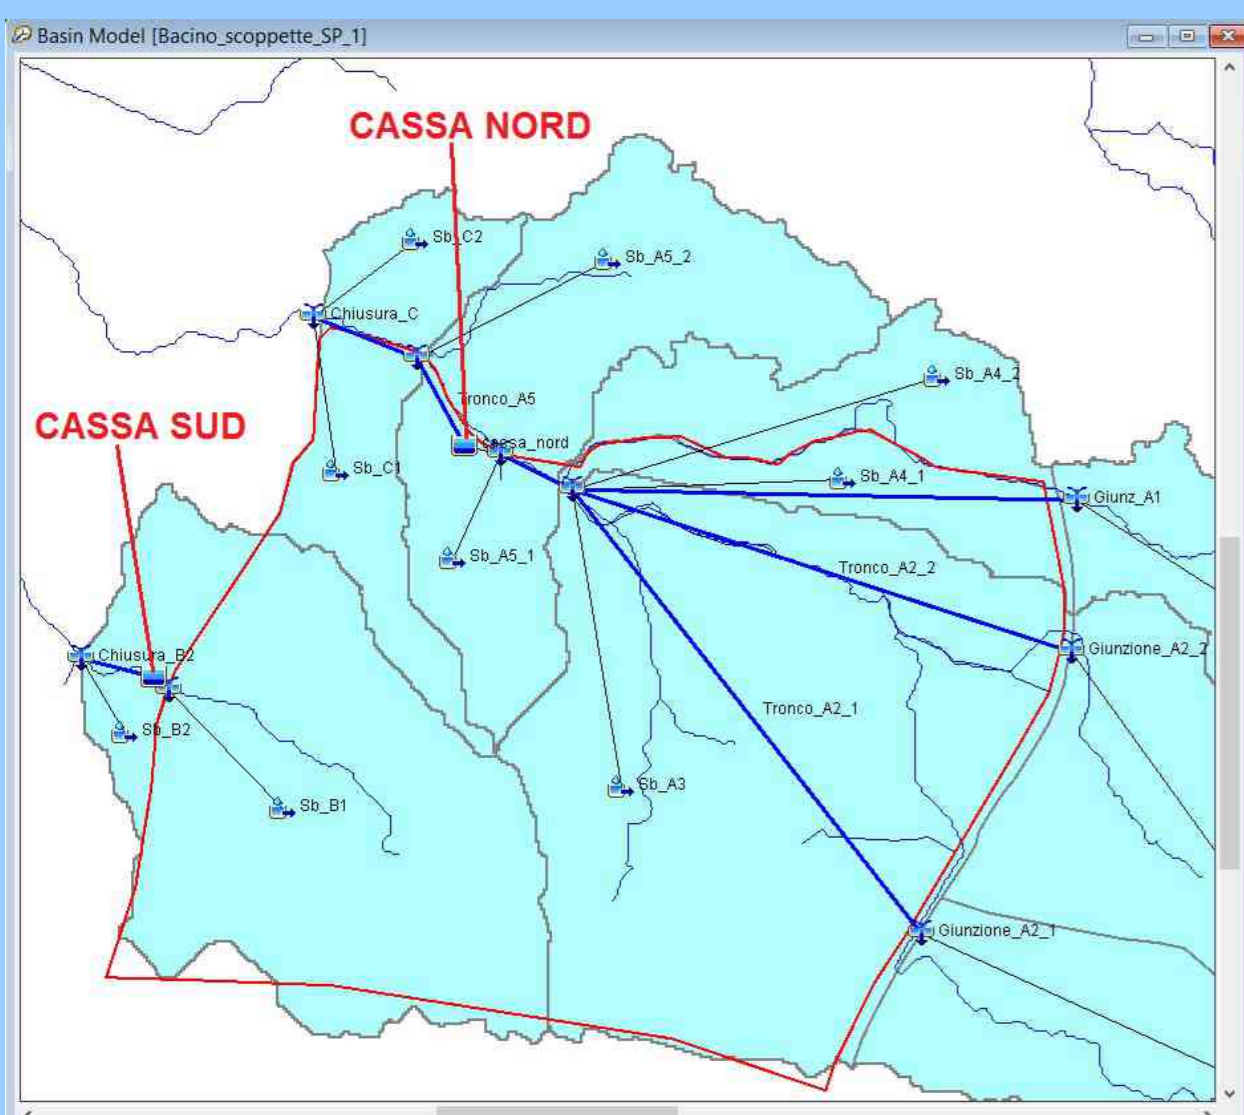 Basin Model [Bacino_scoppette_SP_1]
CASSA NORD
Sb_C2
Sb_A5_2
Chiusura_C
Sb_A4_2
Tronco_A5
CASSA SUD
cassa_nord
Sb_C1
Sb_A4_1
Giunz_A1
Sb_A5_1
Tronco_A2_2
Giunzione_A2_2
Chiusura_B2
Tronco_A2_1
Sb_B2
Sb_A3
Sb_B1
Giunzione_A2_1